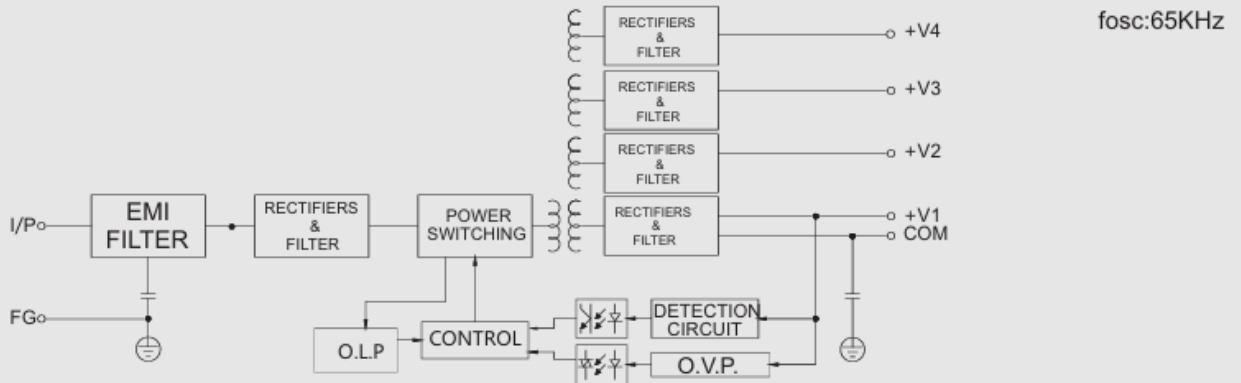 RECTIFIERS
&
FILTER
+V4
fosc:65KHz
RECTIFIERS
&
FILTER
+V3
RECTIFIERS
&
FILTER
+V2
I/P
EMI
FILTER
RECTIFIERS
&
FILTER
POWER
SWITCHING
RECTIFIERS
&
FILTER
+V1
COM
FG
O.L.P
CONTROL
DETECTION
CIRCUIT
O.V.P.